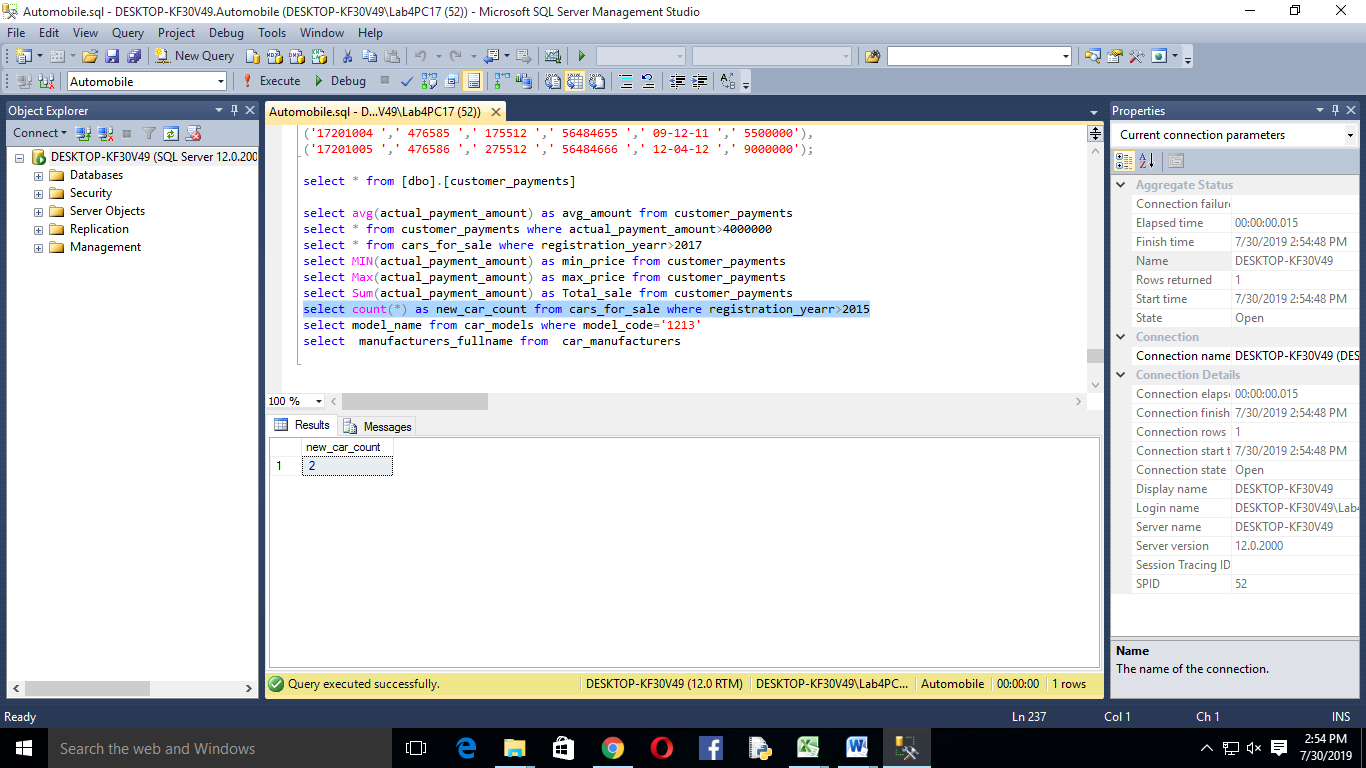 Automobile.sql - DESKTOP-KF30V49.Automobile (DESKTOP-KF30V49\Lab4PC17 (52)) - Microsoft SQL Server Management Studio
File Edit View Query Project Debug Tools Window Help
New Query
Automobile Execute Debug
Object Explorer
Connect
DESKTOP-KF30V49 (SQL Server 12.0.200
Databases
Security
Server Objects
Replication
Management
Automobile.sql - D...V49\Lab4PC17 (52))
('17201004 ',' 476585 ',' 175512 ',' 56484655 ',' 09-12-11 ',' 5500000'),
('17201005 ',' 476586 ',' 275512 ',' 56484666 ',' 12-04-12 ',' 9000000');
select * from [dbo].[customer_payments]
select avg(actual_payment_amount) as avg_amount from customer_payments
select * from customer_payments where actual_payment_amount>4000000
select * from cars_for_sale where registration_yearr>2017
select MIN(actual_payment_amount) as min_price from customer_payments
select Max(actual_payment_amount) as max_price from customer_payments
select Sum(actual_payment_amount) as Total_sale from customer_payments
select count(*) as new_car_count from cars_for_sale where registration_yearr>2015
select model_name from car_models where model_code='1213'
select  manufacturers_fullname from  car_manufacturers
100 %
Results Messages
new_car_count
1 2
Query executed successfully. DESKTOP-KF30V49 (12.0 RTM) DESKTOP-KF30V49\Lab4PC... Automobile 00:00:00 1 rows
Properties
Current connection parameters
Aggregate Status
Connection failure
Elapsed time 00:00:00.015
Finish time 7/30/2019 2:54:48 PM
Name DESKTOP-KF30V49
Rows returned 1
Start time 7/30/2019 2:54:48 PM
State Open
Connection
Connection name DESKTOP-KF30V49 (DES
Connection Details
Connection elapse 00:00:00.015
Connection finish 7/30/2019 2:54:48 PM
Connection rows 1
Connection start t 7/30/2019 2:54:48 PM
Connection state Open
Display name DESKTOP-KF30V49
Login name DESKTOP-KF30V49\Lab4
Server name DESKTOP-KF30V49
Server version 12.0.2000
Session Tracing ID
SPID 52
Name
The name of the connection.
Ready Ln 237 Col 1 Ch 1 INS
Search the web and Windows
2:54 PM
7/30/2019